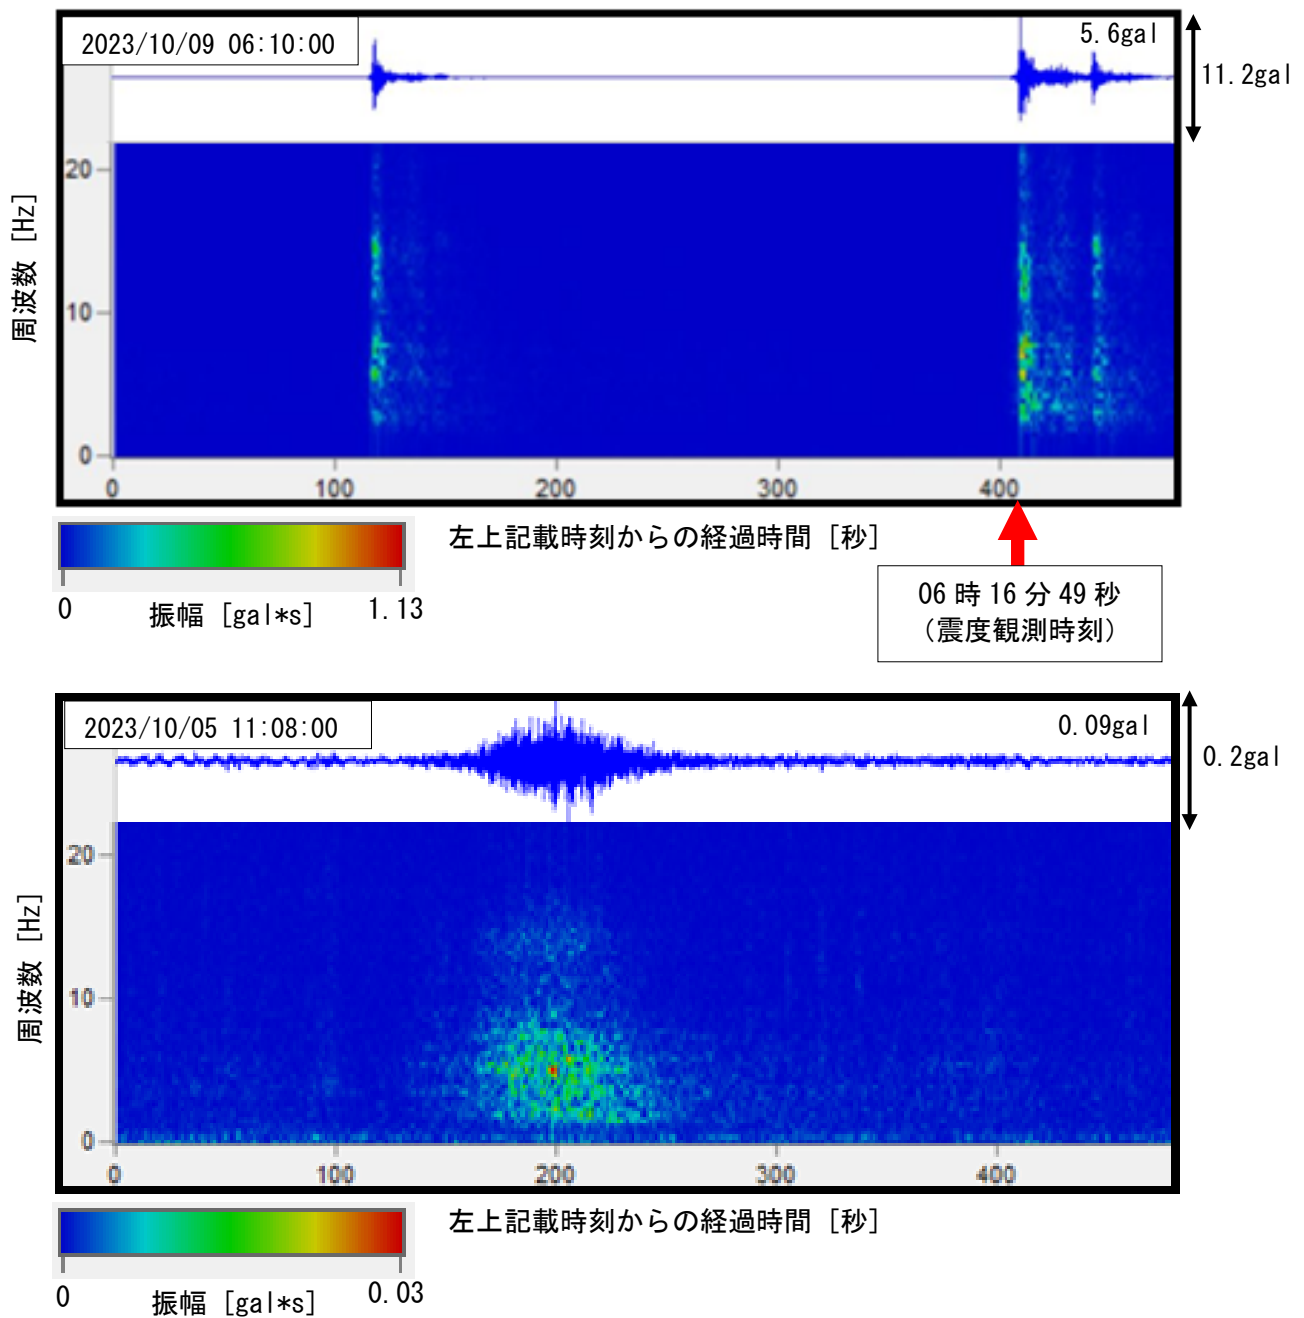 2023/10/09 06:10:00
5.6gal
11.2gal
周波数 [Hz]
20
10
0
0 100 200 300 400
左上記載時刻からの経過時間 [秒]
0 振幅 [gal*s] 1.13
06 時 16 分 49 秒
(震度観測時刻)
2023/10/05 11:08:00
0.09gal
0.2gal
周波数 [Hz]
20
10
0
0 100 200 300 400
左上記載時刻からの経過時間 [秒]
0 振幅 [gal*s] 0.03